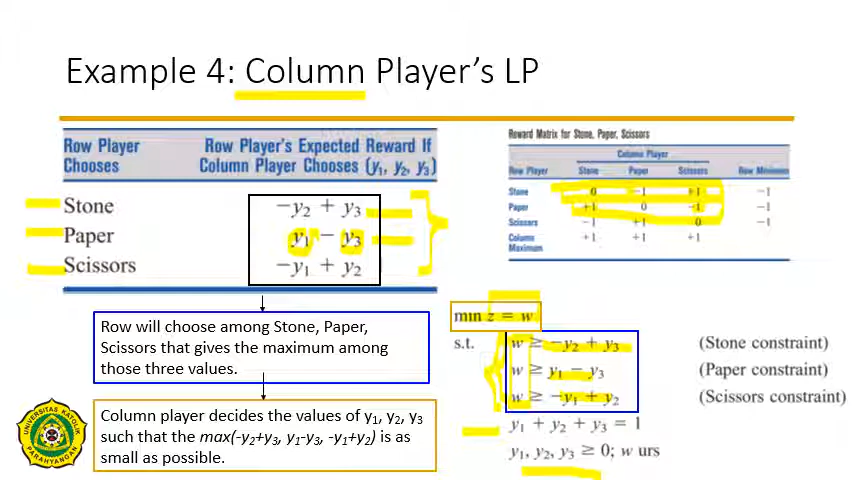 Example 4: Column Player's LP
Row Player
Chooses
Row Player's Expected Reward If
Column Player Chooses (y₁, y₂, y₃)
Stone −y₂ + y₃
Paper y₁ − y₃
Scissors −y₁ + y₂
Row will choose among Stone, Paper,
Scissors that gives the maximum among
those three values.
Column player decides the values of y₁, y₂, y₃
such that the max(-y₂+y₃, y₁-y₃, -y₁+y₂) is as
small as possible.
UNIVERSITAS KATOLIK
PARAHYANGAN
Reward Matrix for Stone, Paper, Scissors
Column Player
Row Player Stone Paper Scissors Row Minimum
Stone 0 −1 +1 −1
Paper +1 0 −1 −1
Scissors −1 +1 0 −1
Column
Maximum +1 +1 +1
min z = w
s.t. w ≥ −y₂ + y₃ (Stone constraint)
w ≥ y₁ − y₃ (Paper constraint)
w ≥ −y₁ + y₂ (Scissors constraint)
y₁ + y₂ + y₃ = 1
y₁, y₂, y₃ ≥ 0; w urs